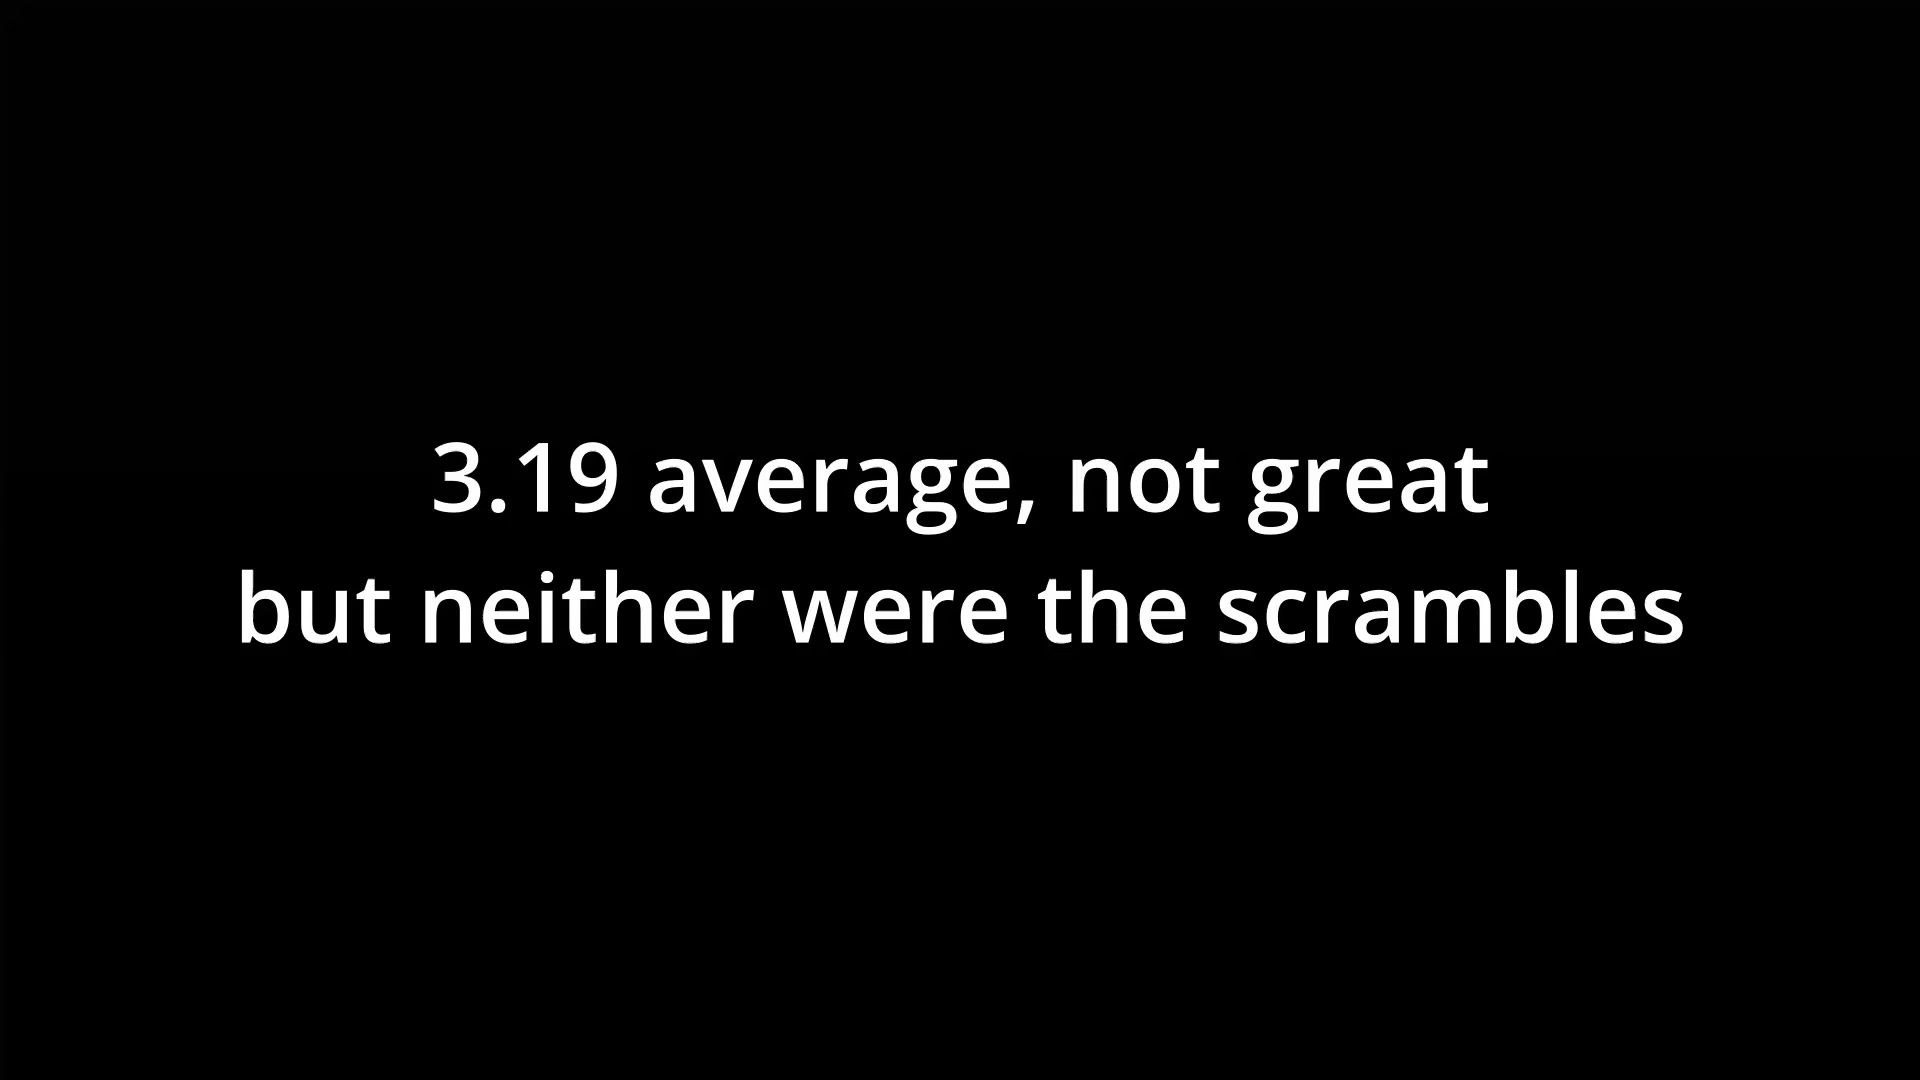 3.19 average, not great
but neither were the scrambles